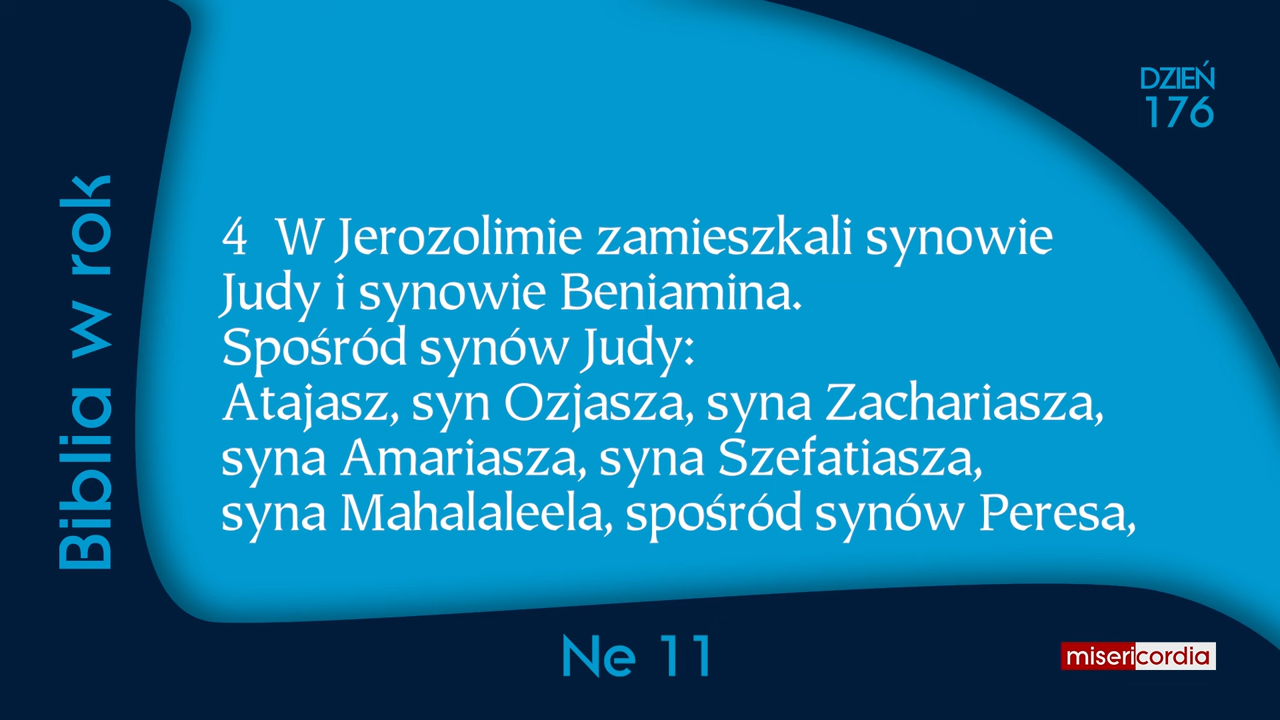 DZIEŃ
176
Biblia w rok
4 W Jerozolimie zamieszkali synowie
Judy i synowie Beniamina.
Spośród synów Judy:
Atajasz, syn Ozjasza, syna Zachariasza,
syna Amariasza, syna Szefatiasza,
syna Mahalaleela, spośród synów Peresa,
Ne 11
misericordia